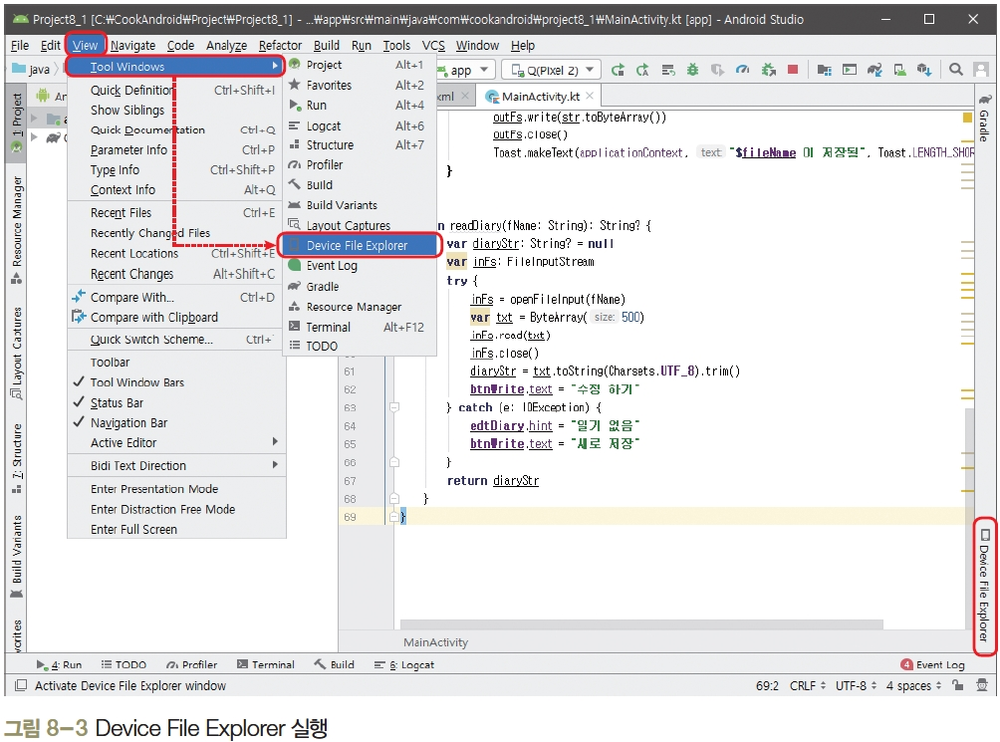 Project8_1 [C:₩CookAndroid₩Project₩Project8_1] - ...₩app₩src₩main₩java₩com₩cookandroid₩project8_1₩MainActivity.kt [app] - Android Studio
File Edit View Navigate Code Analyze Refactor Build Run Tools VCS Window Help
java
app
Q(Pixel 2)
Tool Windows
Quick Definition Ctrl+Shift+I
Show Siblings
Quick Documentation Ctrl+Q
Parameter Info Ctrl+P
Type Info Ctrl+Shift+P
Context Info Alt+Q
Recent Files Ctrl+E
Recently Changed Files
Recent Locations Ctrl+Shift+E
Recent Changes Alt+Shift+C
Compare With... Ctrl+D
Compare with Clipboard
Quick Switch Scheme... Ctrl+`
Toolbar
Tool Window Bars
Status Bar
Navigation Bar
Active Editor
Bidi Text Direction
Enter Presentation Mode
Enter Distraction Free Mode
Enter Full Screen
Project Alt+1
Favorites Alt+2
Run Alt+4
Logcat Alt+6
Structure Alt+7
Profiler
Build
Build Variants
Layout Captures
Device File Explorer
Event Log
Gradle
Resource Manager
Terminal Alt+F12
TODO
1: Project
Resource Manager
Layout Captures
7: Structure
Build Variants
vorites
An
xml
MainActivity.kt
outFs.write(str.toByteArray())
outFs.close()
Toast.makeText(applicationContext, text: "$fileName 이 저장됨", Toast.LENGTH_SHOR
}
n readDiary(fName: String): String? {
var diaryStr: String? = null
var inFs: FileInputStream
try {
inFs = openFileInput(fName)
var txt = ByteArray( size: 500)
inFs.read(txt)
inFs.close()
61 diaryStr = txt.toString(Charsets.UTF_8).trim()
62 btnWrite.text = "수정 하기"
63 } catch (e: IOException) {
64 edtDiary.hint = "일기 없음"
65 btnWrite.text = "새로 저장"
66 }
67 return diaryStr
68 }
69 }
MainActivity
Gradle
Device File Explorer
4: Run TODO Profiler Terminal Build 6: Logcat 4 Event Log
Activate Device File Explorer window 69:2 CRLF UTF-8 4 spaces
그림 8-3 Device File Explorer 실행